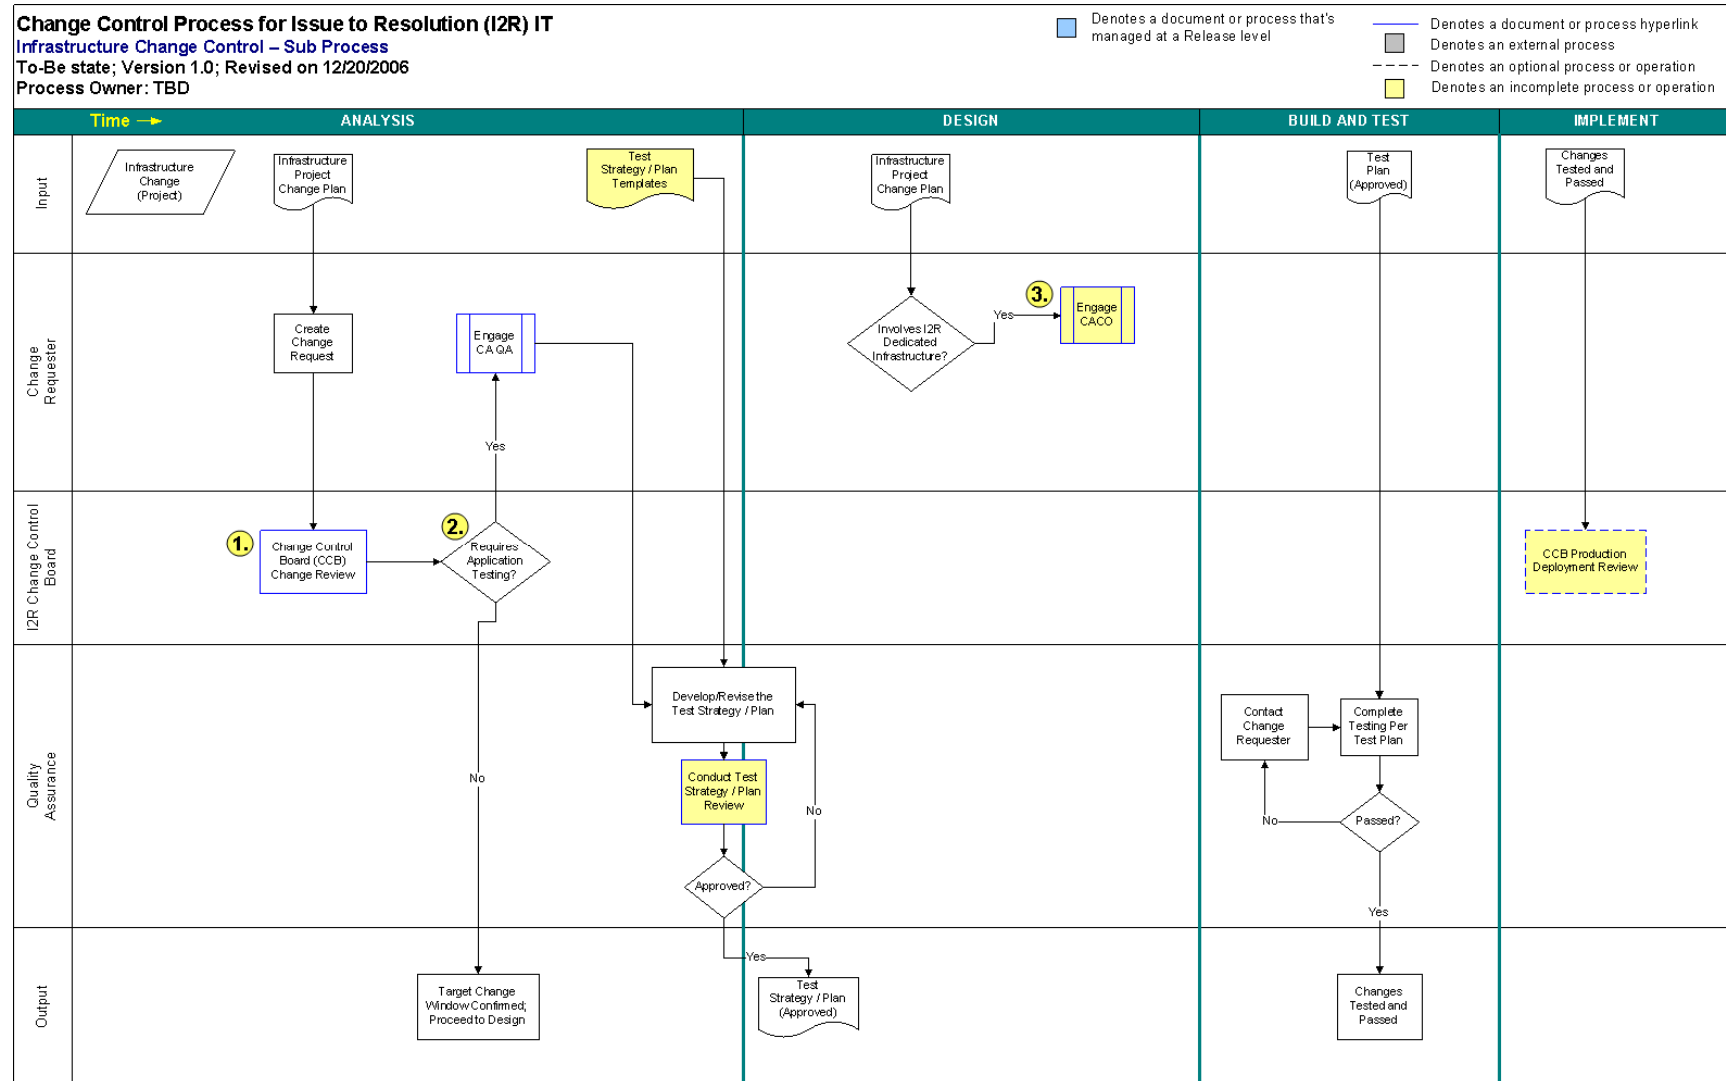 Change Control Process for Issue to Resolution (I2R) IT
Infrastructure Change Control – Sub Process
To-Be state; Version 1.0; Revised on 12/20/2006
Process Owner: TBD
Denotes a document or process that's
managed at a Release level
Denotes a document or process hyperlink
Denotes an external process
Denotes an optional process or operation
Denotes an incomplete process or operation
Time
ANALYSIS
DESIGN
BUILD AND TEST
IMPLEMENT
Input
Infrastructure
Change
(Project)
Infrastructure
Project
Change Plan
Test
Strategy / Plan
Templates
Infrastructure
Project
Change Plan
Test
Plan
(Approved)
Changes
Tested and
Passed
Change
Requester
Create
Change
Request
Engage
CA QA
Yes
Involves I2R
Dedicated
Infrastructure?
Yes
3.
Engage
CACO
I2R Change Control
Board
1.
Change Control
Board (CCB)
Change Review
2.
Requires
Application
Testing?
CCB Production
Deployment Review
Quality
Assurance
No
Develop/Revise the
Test Strategy / Plan
Conduct Test
Strategy / Plan
Review
No
Approved?
Contact
Change
Requester
Complete
Testing Per
Test Plan
No
Passed?
Yes
Output
Target Change
Window Confirmed;
Proceed to Design
Yes
Test
Strategy / Plan
(Approved)
Changes
Tested and
Passed